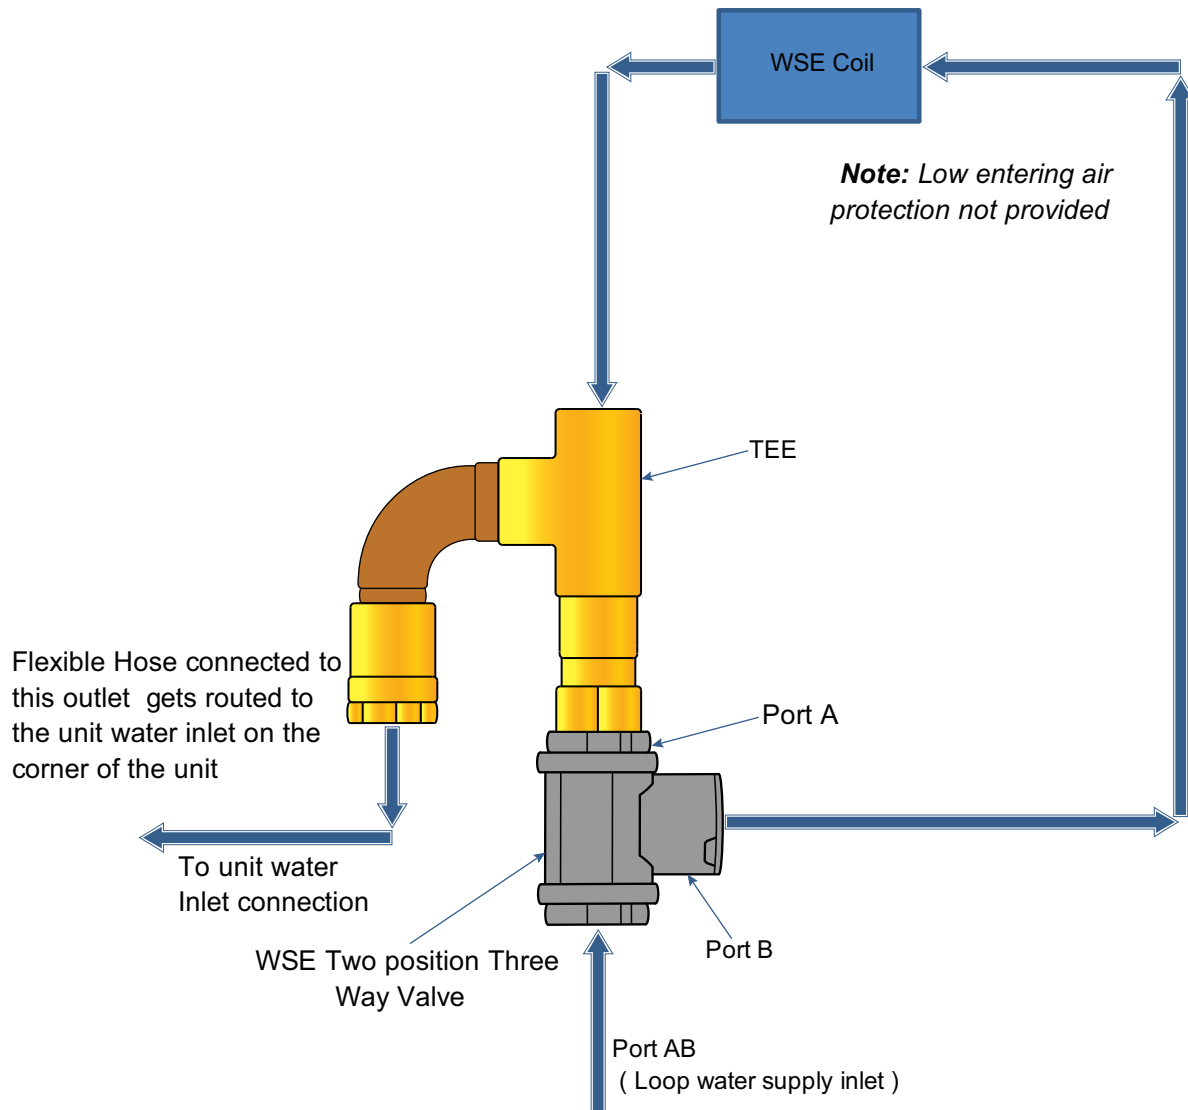 WSE Coil
Note: Low entering air
protection not provided
TEE
Flexible Hose connected to
this outlet gets routed to
the unit water inlet on the
corner of the unit
Port A
To unit water
Inlet connection
Port B
WSE Two position Three
Way Valve
Port AB
( Loop water supply inlet )